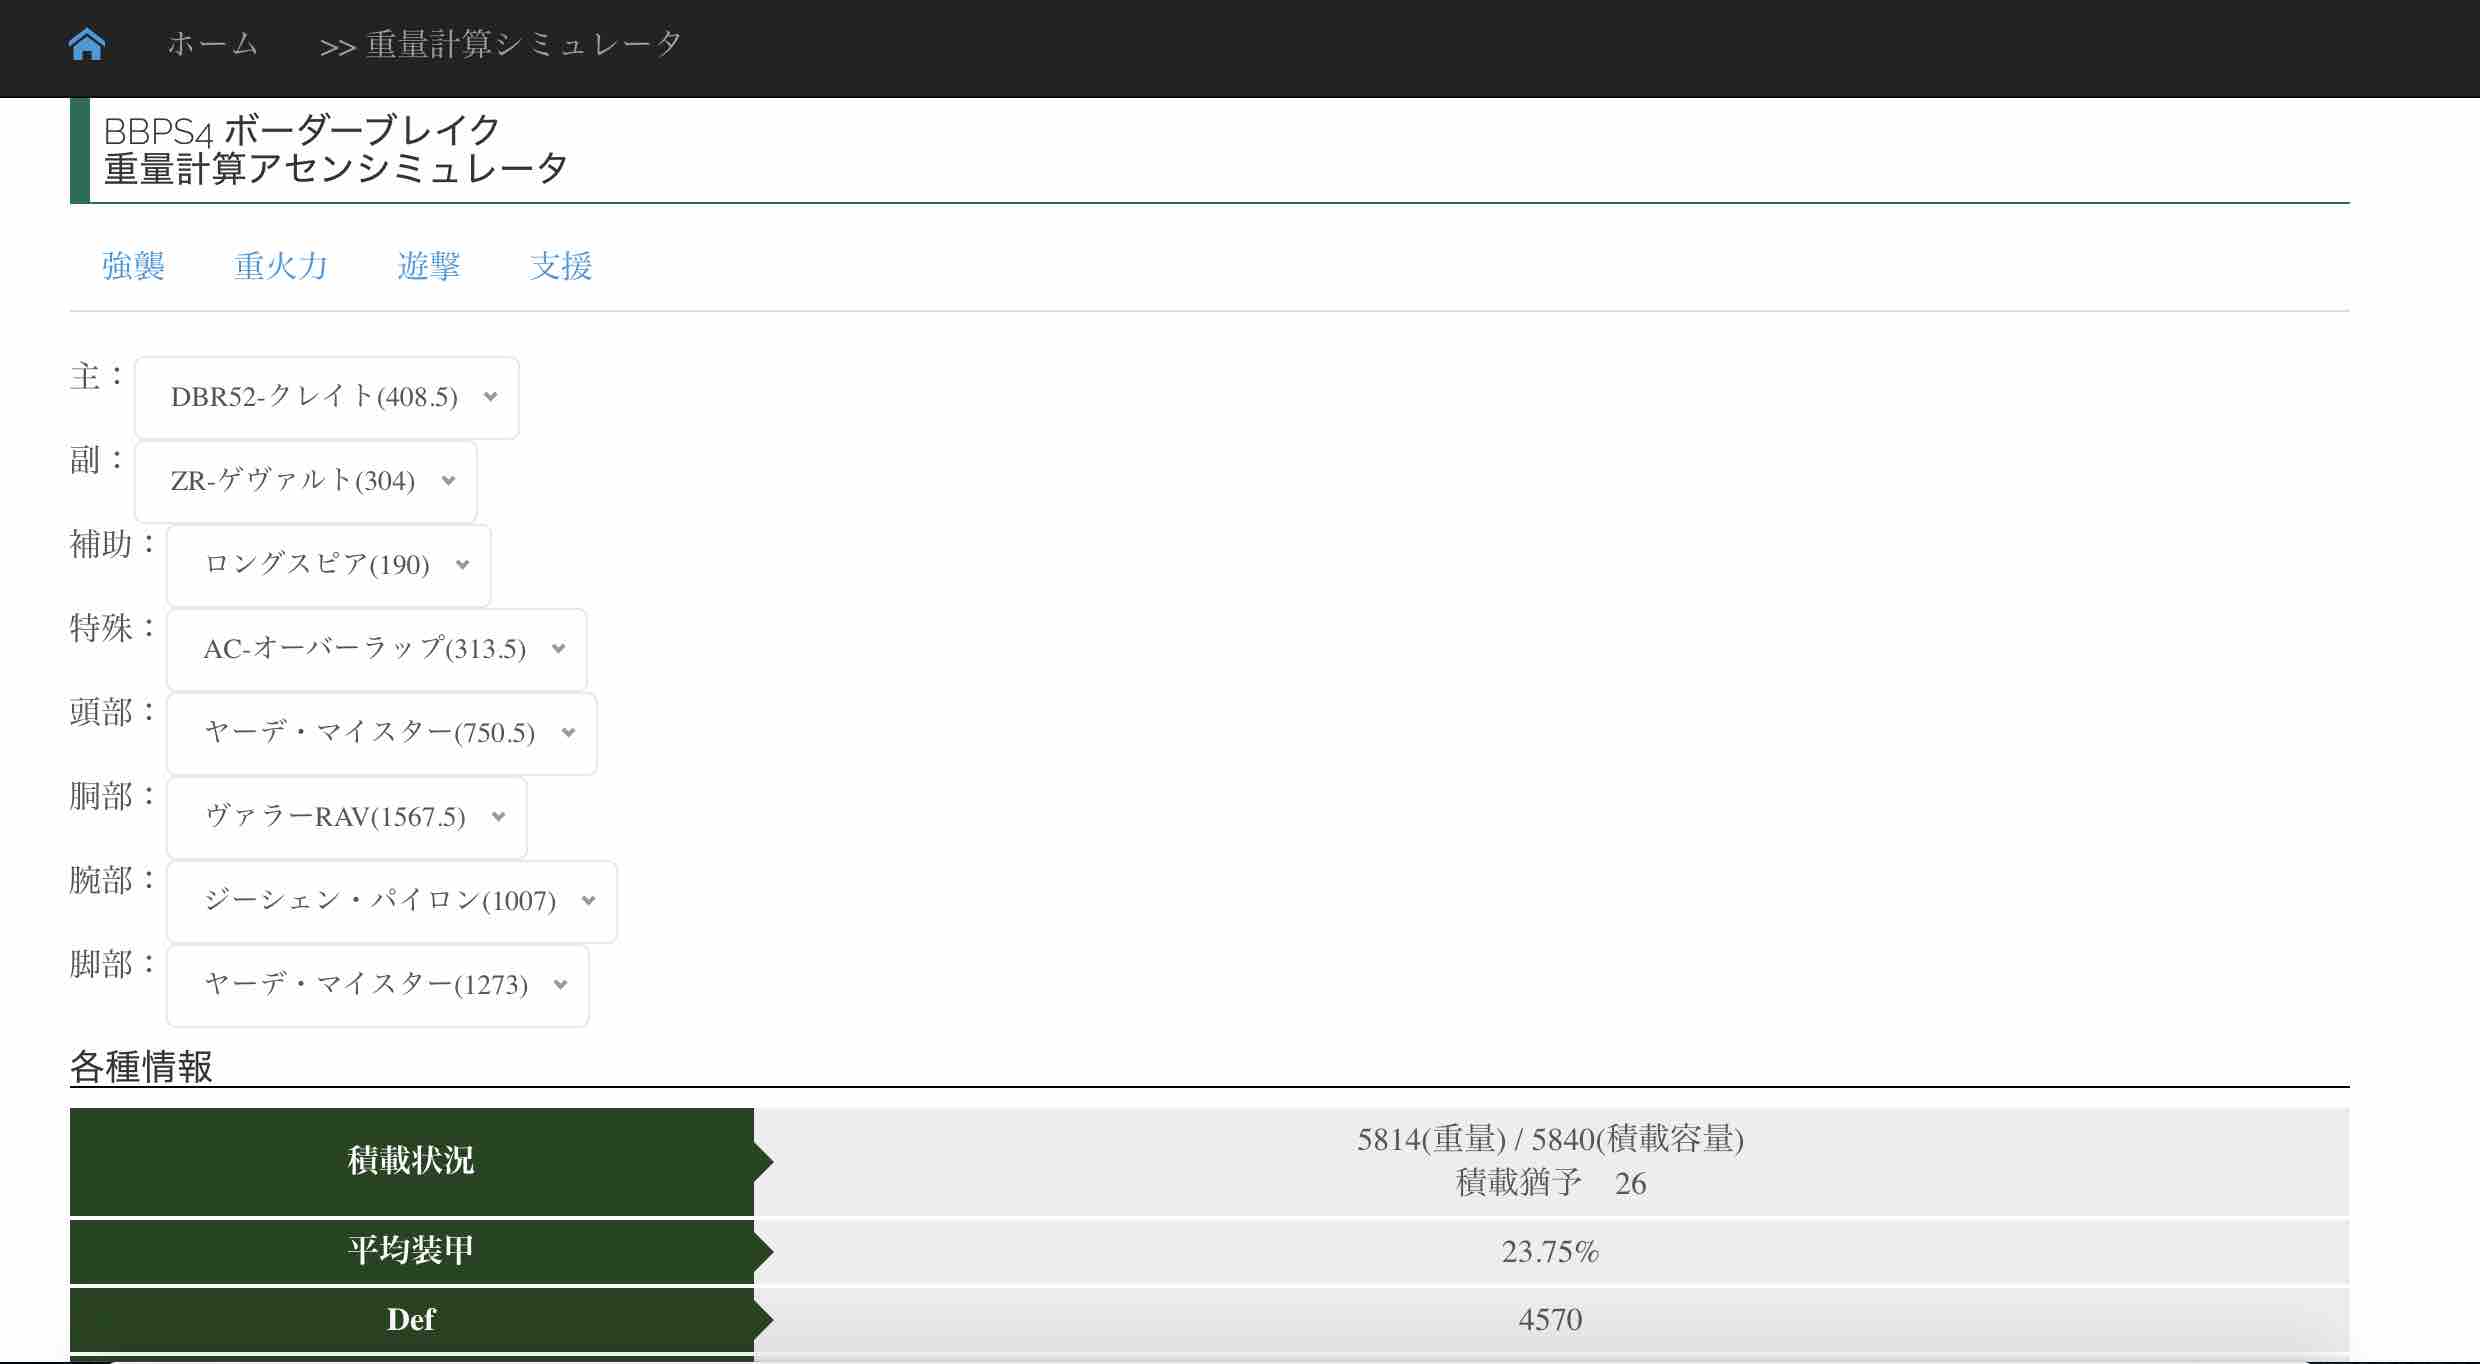 ホーム >> 重量計算シミュレータ
BBPS4 ボーダーブレイク
重量計算アセンシミュレータ
強襲 重火力 遊撃 支援
主： DBR52-クレイト(408.5)
副： ZR-ゲヴァルト(304)
補助： ロングスピア(190)
特殊： AC-オーバーラップ(313.5)
頭部： ヤーデ・マイスター(750.5)
胴部： ヴァラーRAV(1567.5)
腕部： ジーシェン・パイロン(1007)
脚部： ヤーデ・マイスター(1273)
各種情報
積載状況 5814(重量) / 5840(積載容量)
積載猶予　26
平均装甲 23.75%
Def 4570